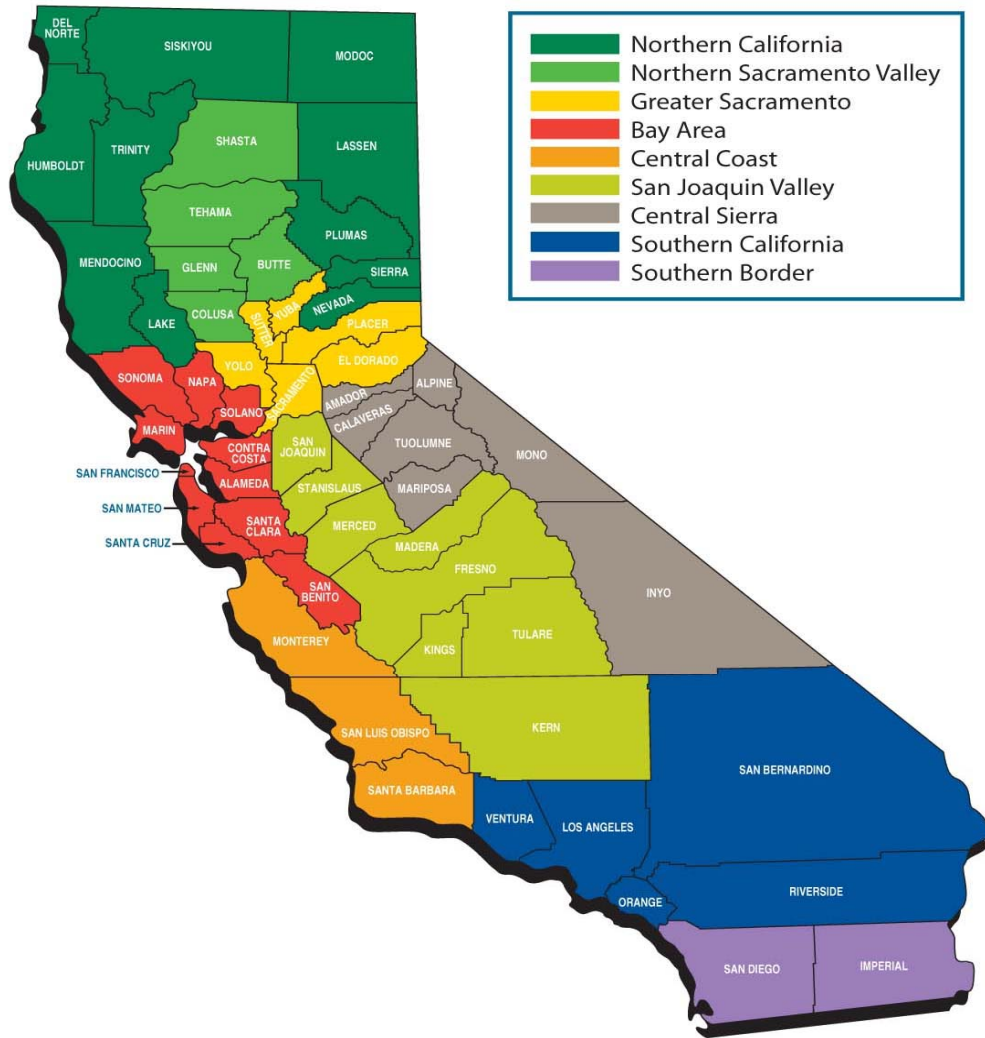 Northern California
Northern Sacramento Valley
Greater Sacramento
Bay Area
Central Coast
San Joaquin Valley
Central Sierra
Southern California
Southern Border
DEL
NORTE
SISKIYOU
MODOC
HUMBOLDT
TRINITY
SHASTA
LASSEN
TEHAMA
PLUMAS
MENDOCINO
GLENN
BUTTE
SIERRA
LAKE
COLUSA
SUTTER
YUBA
NEVADA
PLACER
SONOMA
NAPA
YOLO
EL DORADO
SACRAMENTO
SOLANO
AMADOR
ALPINE
MARIN
CALAVERAS
CONTRA
COSTA
SAN
JOAQUIN
TUOLUMNE
MONO
SAN FRANCISCO
ALAMEDA
STANISLAUS
MARIPOSA
SAN MATEO
SANTA
CLARA
MERCED
SANTA CRUZ
MADERA
FRESNO
SAN
BENITO
INYO
MONTEREY
KINGS
TULARE
SAN LUIS OBISPO
KERN
SANTA BARBARA
SAN BERNARDINO
VENTURA
LOS ANGELES
ORANGE
RIVERSIDE
SAN DIEGO
IMPERIAL